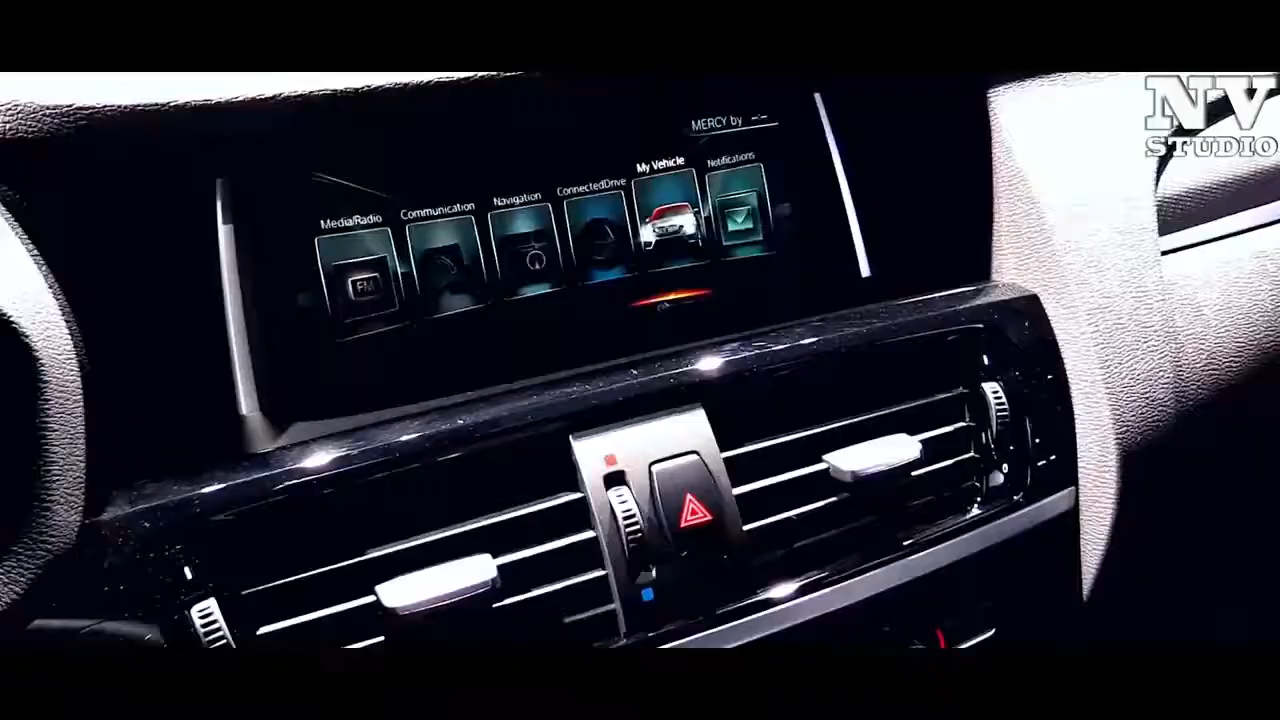 NV
STUDIO
MERCY by
My Vehicle
Notifications
ConnectedDrive
Navigation
Communication
Media/Radio
FM